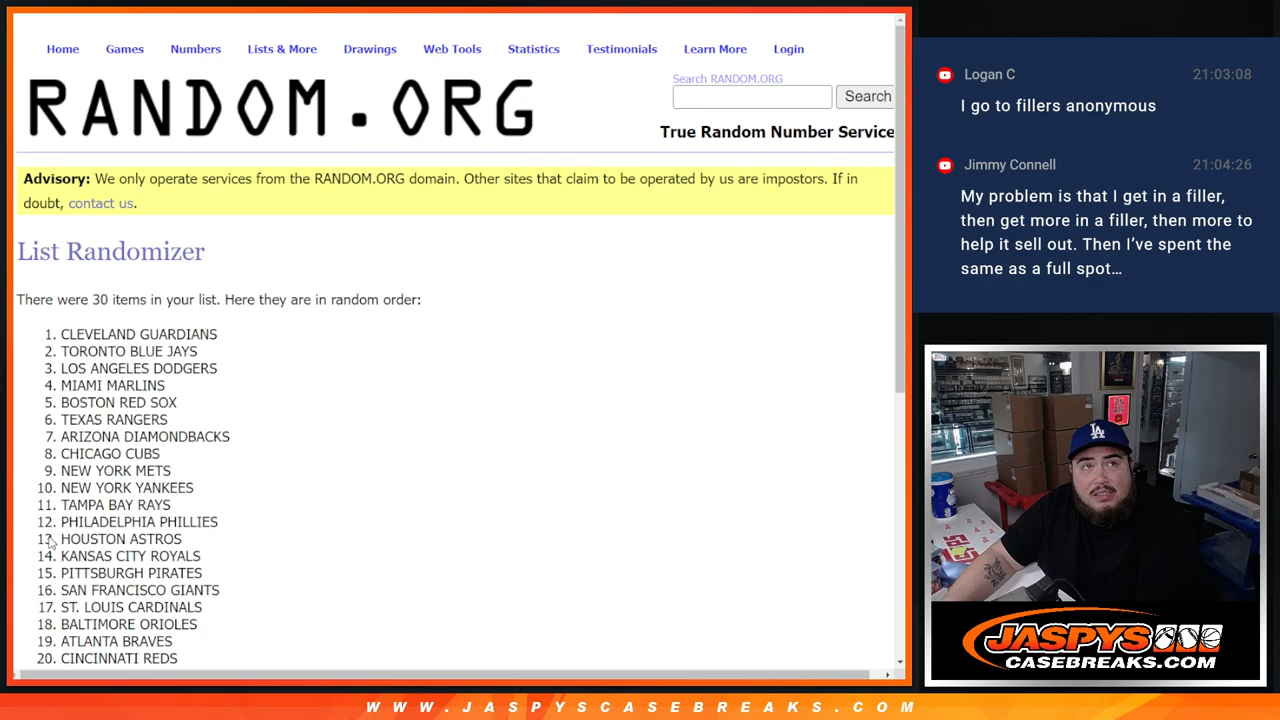 Home Games Numbers Lists & More Drawings Web Tools Statistics Testimonials Learn More Login
RANDOM.ORG
Search RANDOM.ORG
Search
True Random Number Service
Advisory: We only operate services from the RANDOM.ORG domain. Other sites that claim to be operated by us are impostors. If in
doubt, contact us.
List Randomizer
There were 30 items in your list. Here they are in random order:
1. CLEVELAND GUARDIANS
2. TORONTO BLUE JAYS
3. LOS ANGELES DODGERS
4. MIAMI MARLINS
5. BOSTON RED SOX
6. TEXAS RANGERS
7. ARIZONA DIAMONDBACKS
8. CHICAGO CUBS
9. NEW YORK METS
10. NEW YORK YANKEES
11. TAMPA BAY RAYS
12. PHILADELPHIA PHILLIES
13. HOUSTON ASTROS
14. KANSAS CITY ROYALS
15. PITTSBURGH PIRATES
16. SAN FRANCISCO GIANTS
17. ST. LOUIS CARDINALS
18. BALTIMORE ORIOLES
19. ATLANTA BRAVES
20. CINCINNATI REDS
Logan C 21:03:08
I go to fillers anonymous
Jimmy Connell 21:04:26
My problem is that I get in a filler,
then get more in a filler, then more to
help it sell out. Then I’ve spent the
same as a full spot…
LA
JASPYS
CASEBREAKS.COM
WWW.JASPYSCASEBREAKS.COM